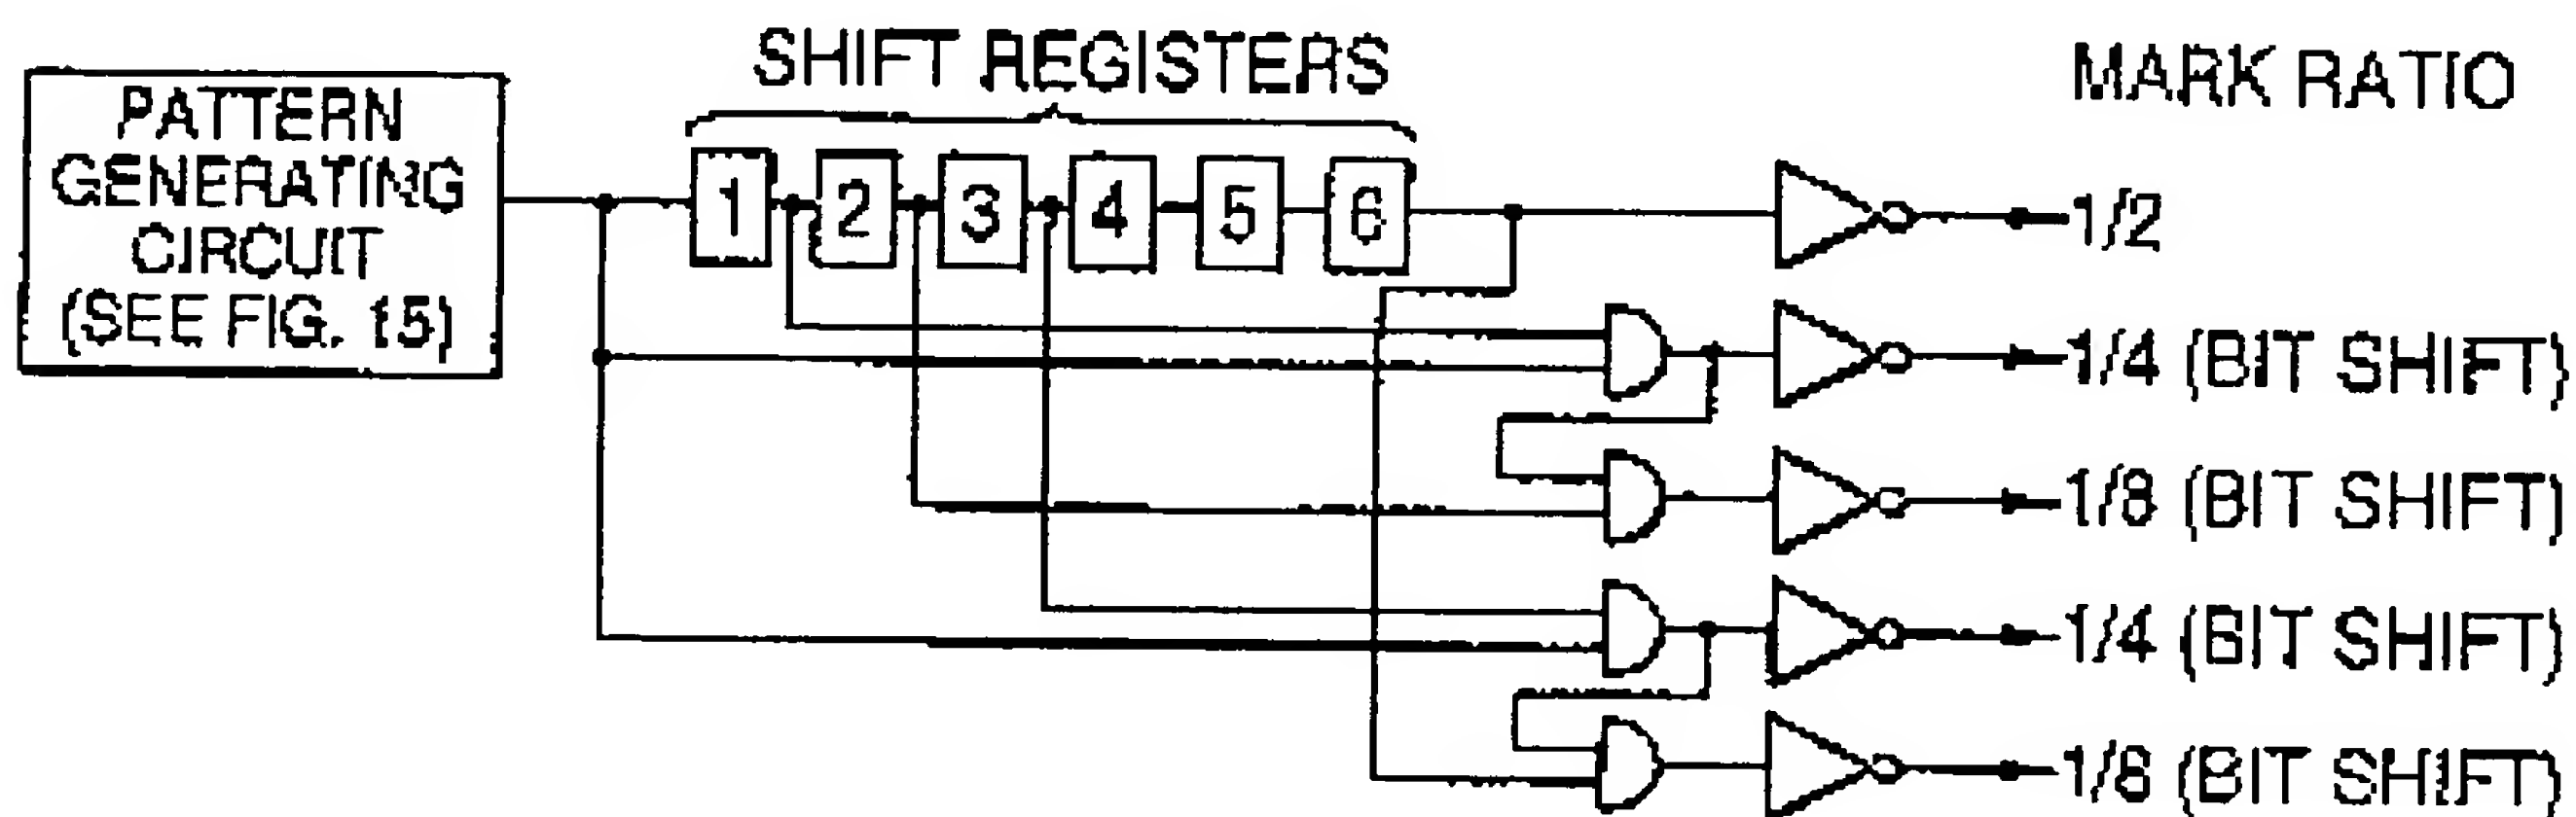 SHIFT REGISTERS
MARK RATIO
PATTERN
GENERATING
CIRCUIT
(SEE FIG. 15)
1 2 3 4 5 6
1/2
1/4 (BIT SHIFT)
1/8 (BIT SHIFT)
1/4 (BIT SHIFT)
1/8 (BIT SHIFT)